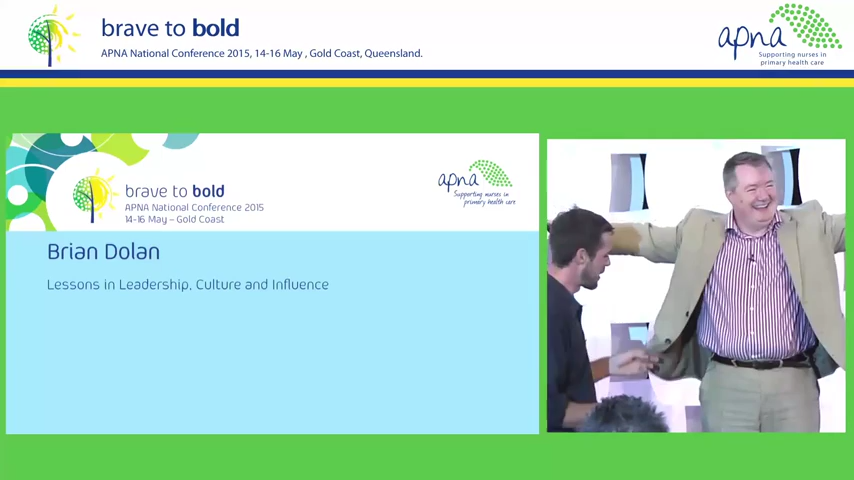 brave to bold
APNA National Conference 2015, 14-16 May , Gold Coast, Queensland.
apna
Supporting nurses in
primary health care
brave to bold
APNA National Conference 2015
14-16 May – Gold Coast
apna
Supporting nurses in
primary health care
Brian Dolan
Lessons in Leadership, Culture and Influence